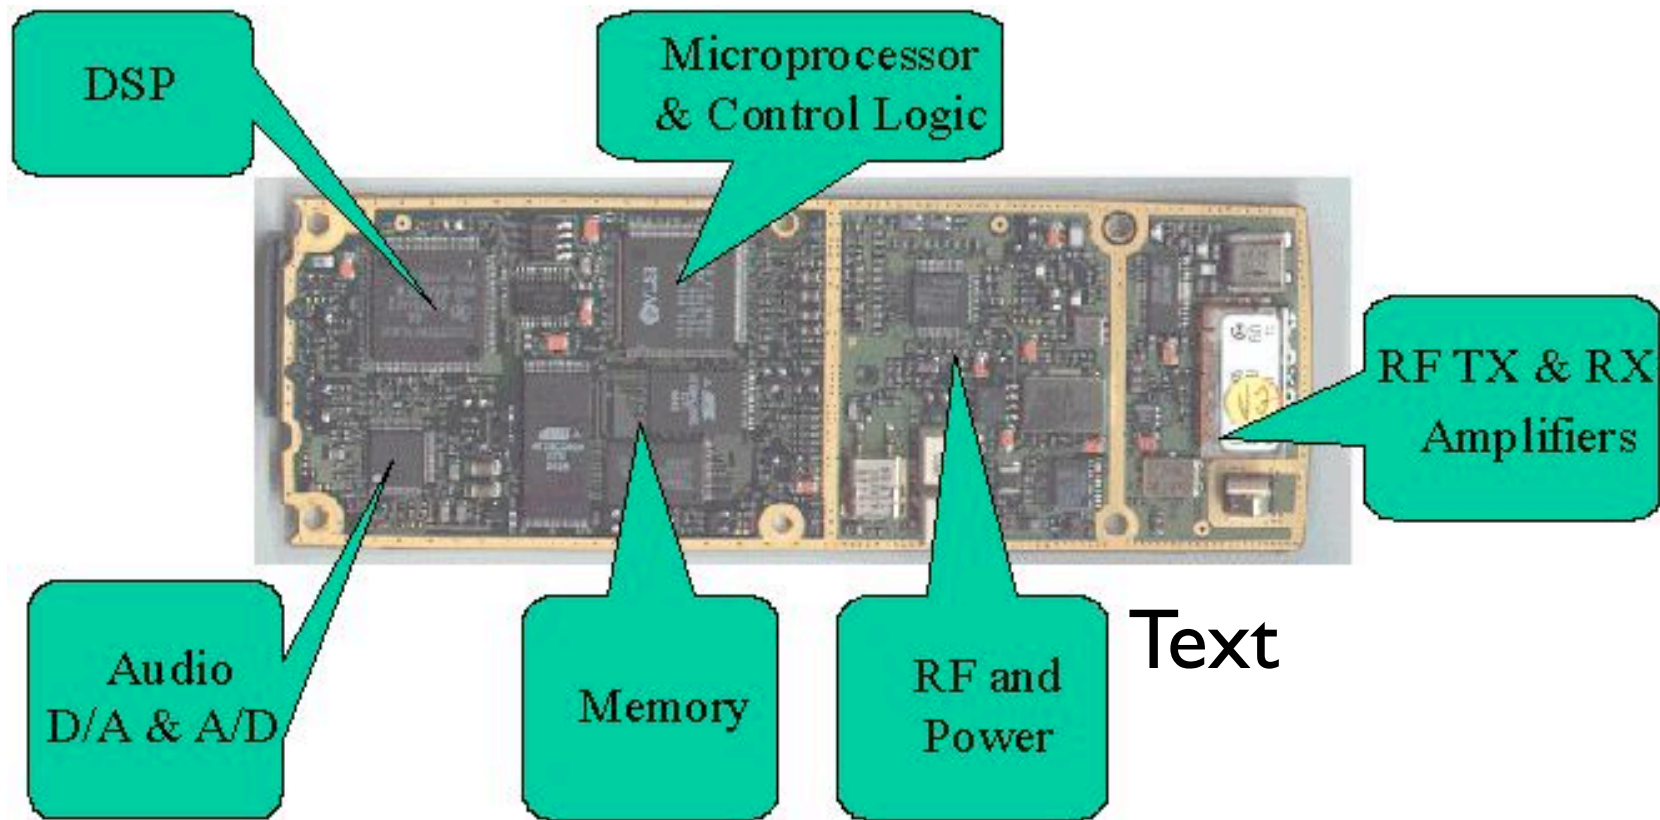 DSP
Microprocessor
& Control Logic
RF TX & RX
Amplifiers
Audio
D/A & A/D
Memory
RF and
Power
Text